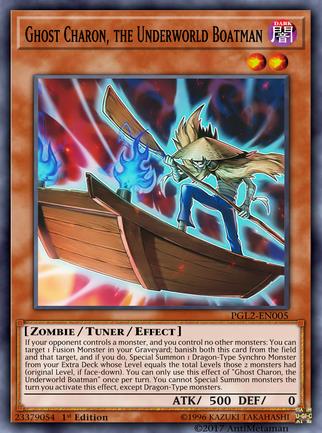 GHOST CHARON, THE UNDERWORLD BOATMAN
DARK
闇
PGL2-EN005
[ZOMBIE / TUNER / EFFECT]
If your opponent controls a monster, and you control no other monsters: You can
target 1 Fusion Monster in your Graveyard; banish both this card from the field
and that target, and if you do, Special Summon 1 Dragon-Type Synchro Monster
from your Extra Deck whose Level equals the total Levels those 2 monsters had
(original Level, if face-down). You can only use this effect of "Ghost Charon, the
Underworld Boatman" once per turn. You cannot Special Summon monsters the
turn you activate this effect, except Dragon-Type monsters.
ATK/ 500 DEF/ 0
23379054 1st Edition ©1996 KAZUKI TAKAHASHI
©2017 AntiMetaman